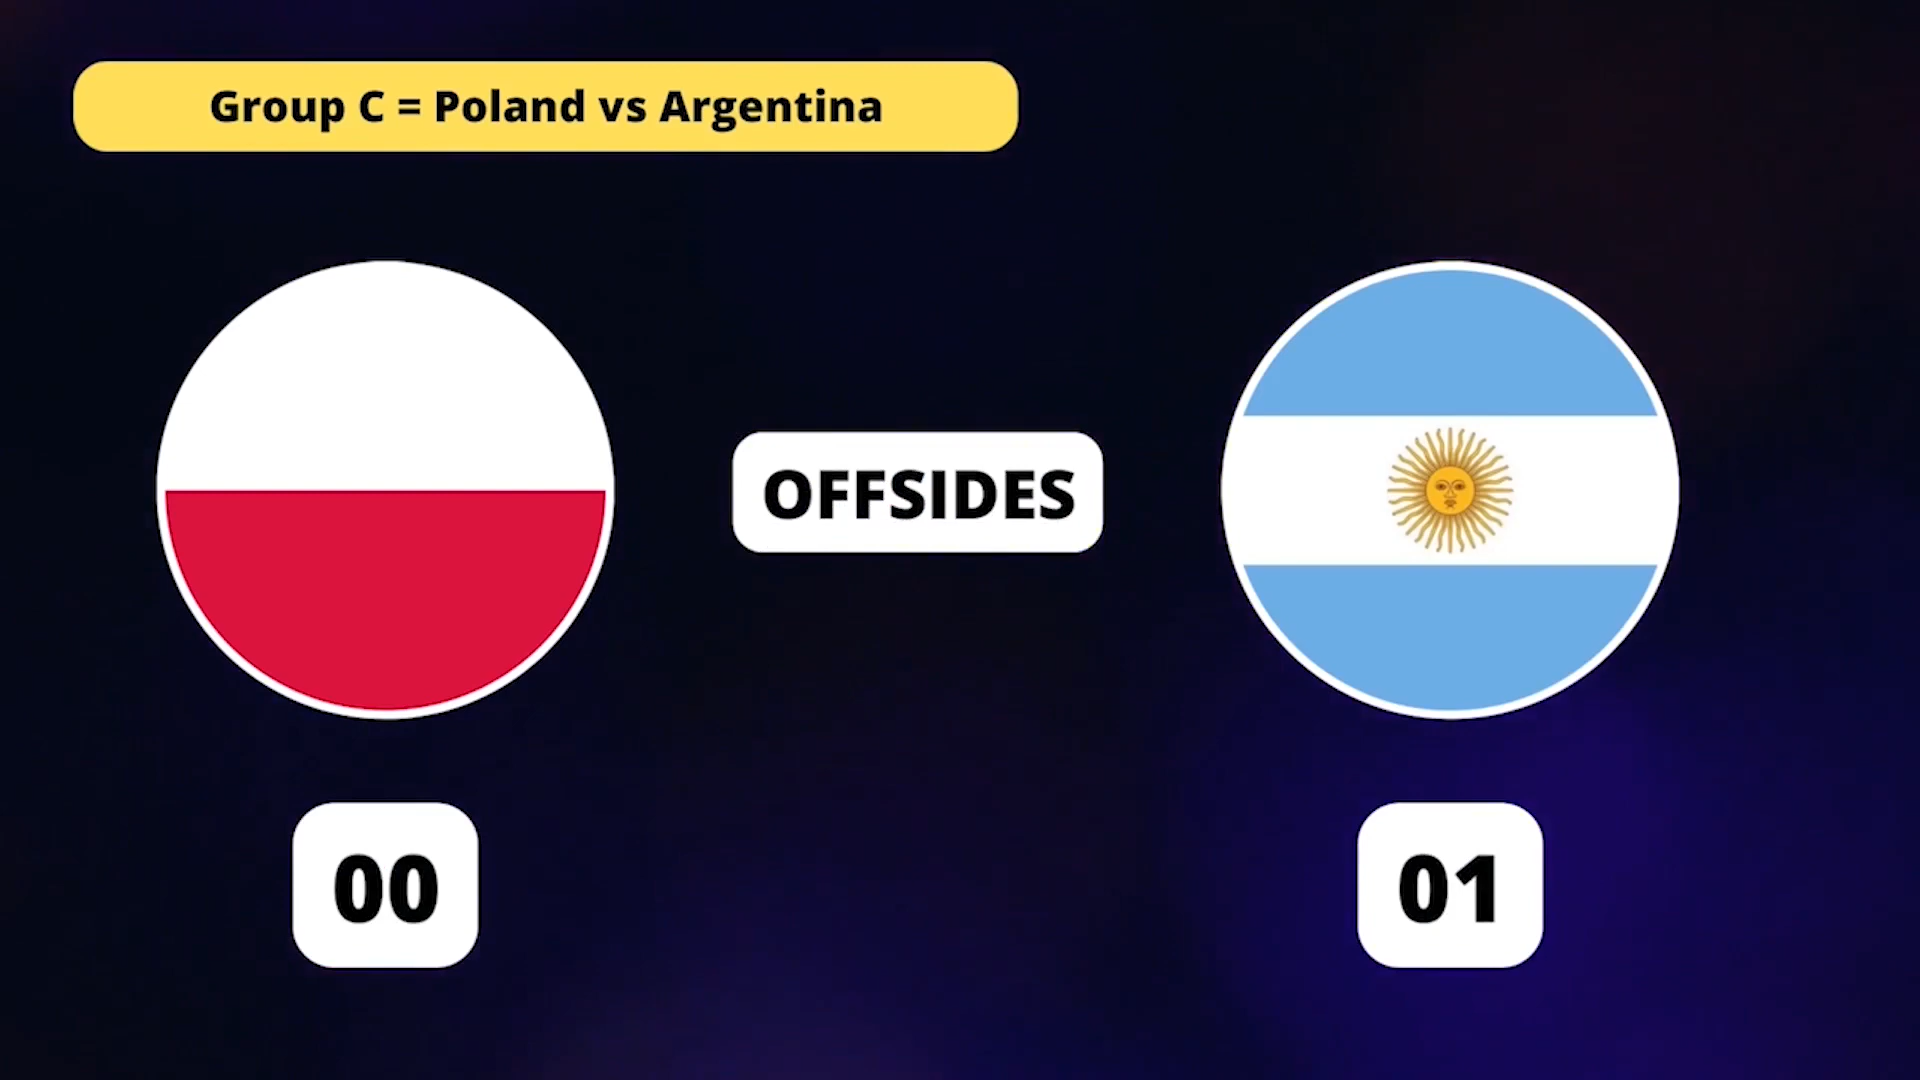 Group C = Poland vs Argentina
OFFSIDES
00
01